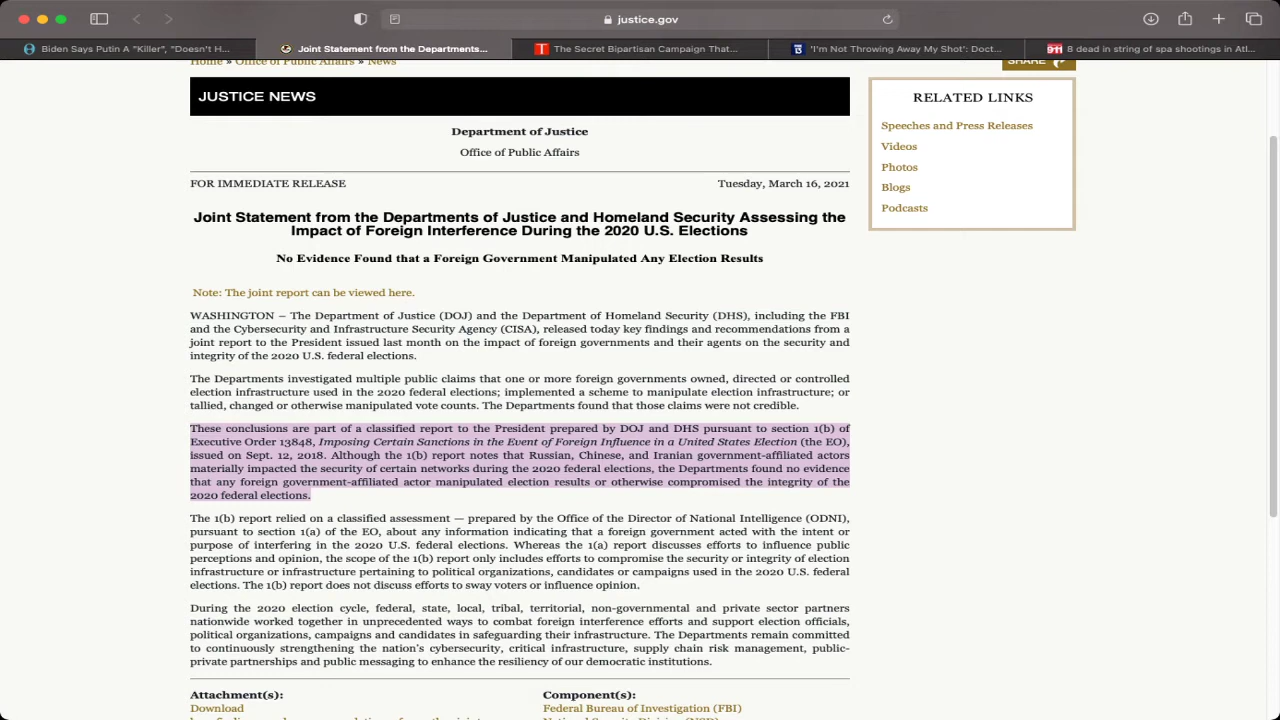 justice.gov
Biden Says Putin A "Killer", "Doesn't H...
Joint Statement from the Departments...
The Secret Bipartisan Campaign That...
'I'm Not Throwing Away My Shot': Doct...
8 dead in string of spa shootings in Atl...
Home » Office of Public Affairs » News
SHARE
JUSTICE NEWS
Department of Justice
Office of Public Affairs
FOR IMMEDIATE RELEASE
Tuesday, March 16, 2021
Joint Statement from the Departments of Justice and Homeland Security Assessing the
Impact of Foreign Interference During the 2020 U.S. Elections
No Evidence Found that a Foreign Government Manipulated Any Election Results
Note: The joint report can be viewed here.
WASHINGTON – The Department of Justice (DOJ) and the Department of Homeland Security (DHS), including the FBI
and the Cybersecurity and Infrastructure Security Agency (CISA), released today key findings and recommendations from a
joint report to the President issued last month on the impact of foreign governments and their agents on the security and
integrity of the 2020 U.S. federal elections.
The Departments investigated multiple public claims that one or more foreign governments owned, directed or controlled
election infrastructure used in the 2020 federal elections; implemented a scheme to manipulate election infrastructure; or
tallied, changed or otherwise manipulated vote counts. The Departments found that those claims were not credible.
These conclusions are part of a classified report to the President prepared by DOJ and DHS pursuant to section 1(b) of
Executive Order 13848, Imposing Certain Sanctions in the Event of Foreign Influence in a United States Election (the EO),
issued on Sept. 12, 2018. Although the 1(b) report notes that Russian, Chinese, and Iranian government-affiliated actors
materially impacted the security of certain networks during the 2020 federal elections, the Departments found no evidence
that any foreign government-affiliated actor manipulated election results or otherwise compromised the integrity of the
2020 federal elections.
The 1(b) report relied on a classified assessment — prepared by the Office of the Director of National Intelligence (ODNI),
pursuant to section 1(a) of the EO, about any information indicating that a foreign government acted with the intent or
purpose of interfering in the 2020 U.S. federal elections. Whereas the 1(a) report discusses efforts to influence public
perceptions and opinion, the scope of the 1(b) report only includes efforts to compromise the security or integrity of election
infrastructure or infrastructure pertaining to political organizations, candidates or campaigns used in the 2020 U.S. federal
elections. The 1(b) report does not discuss efforts to sway voters or influence opinion.
During the 2020 election cycle, federal, state, local, tribal, territorial, non-governmental and private sector partners
nationwide worked together in unprecedented ways to combat foreign interference efforts and support election officials,
political organizations, campaigns and candidates in safeguarding their infrastructure. The Departments remain committed
to continuously strengthening the nation's cybersecurity, critical infrastructure, supply chain risk management, public-
private partnerships and public messaging to enhance the resiliency of our democratic institutions.
Attachment(s):
Download
Component(s):
Federal Bureau of Investigation (FBI)
RELATED LINKS
Speeches and Press Releases
Videos
Photos
Blogs
Podcasts